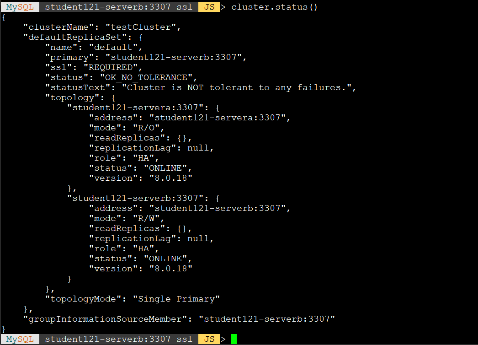 MySQL student121-serverb:3307 ssl JS > cluster.status()
{
    "clusterName": "testCluster",
    "defaultReplicaSet": {
        "name": "default",
        "primary": "student121-serverb:3307",
        "ssl": "REQUIRED",
        "status": "OK_NO_TOLERANCE",
        "statusText": "Cluster is NOT tolerant to any failures.",
        "topology": {
            "student121-servera:3307": {
                "address": "student121-servera:3307",
                "mode": "R/O",
                "readReplicas": {},
                "replicationLag": null,
                "role": "HA",
                "status": "ONLINE",
                "version": "8.0.18"
            },
            "student121-serverb:3307": {
                "address": "student121-serverb:3307",
                "mode": "R/W",
                "readReplicas": {},
                "replicationLag": null,
                "role": "HA",
                "status": "ONLINE",
                "version": "8.0.18"
            }
        },
        "topologyMode": "Single Primary"
    },
    "groupInformationSourceMember": "student121-serverb:3307"
}
MySQL student121-serverb:3307 ssl JS >